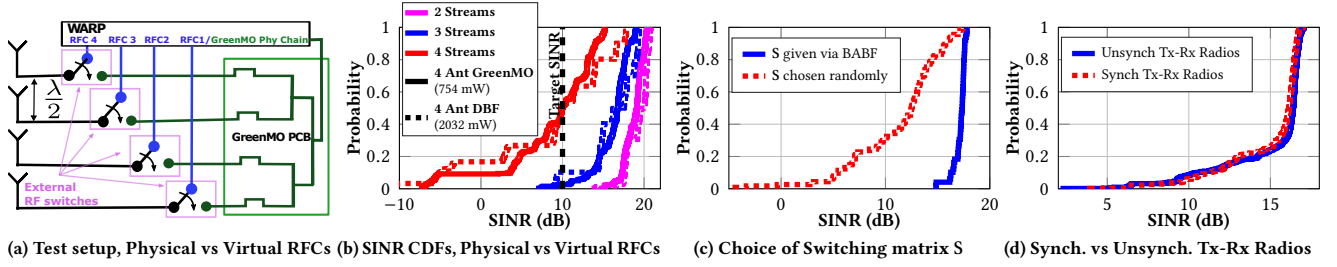 WARP
RFC 4 RFC 3 RFC2 RFC1/GreenMO Phy Chain
λ
2
GreenMO PCB
External
RF switches
(a) Test setup, Physical vs Virtual RFCs
2 Streams
3 Streams
4 Streams
4 Ant GreenMO
(754 mW)
4 Ant DBF
(2032 mW)
Target SINR
Probability
1
0.8
0.6
0.4
0.2
0
−10 0 10 20
SINR (dB)
(b) SINR CDFs, Physical vs Virtual RFCs
S given via BABF
S chosen randomly
Probability
1
0.8
0.6
0.4
0.2
0
0 10 20
SINR (dB)
(c) Choice of Switching matrix S
Unsynch Tx-Rx Radios
Synch Tx-Rx Radios
Probability
1
0.8
0.6
0.4
0.2
0
5 10 15
SINR (dB)
(d) Synch. vs Unsynch. Tx-Rx Radios